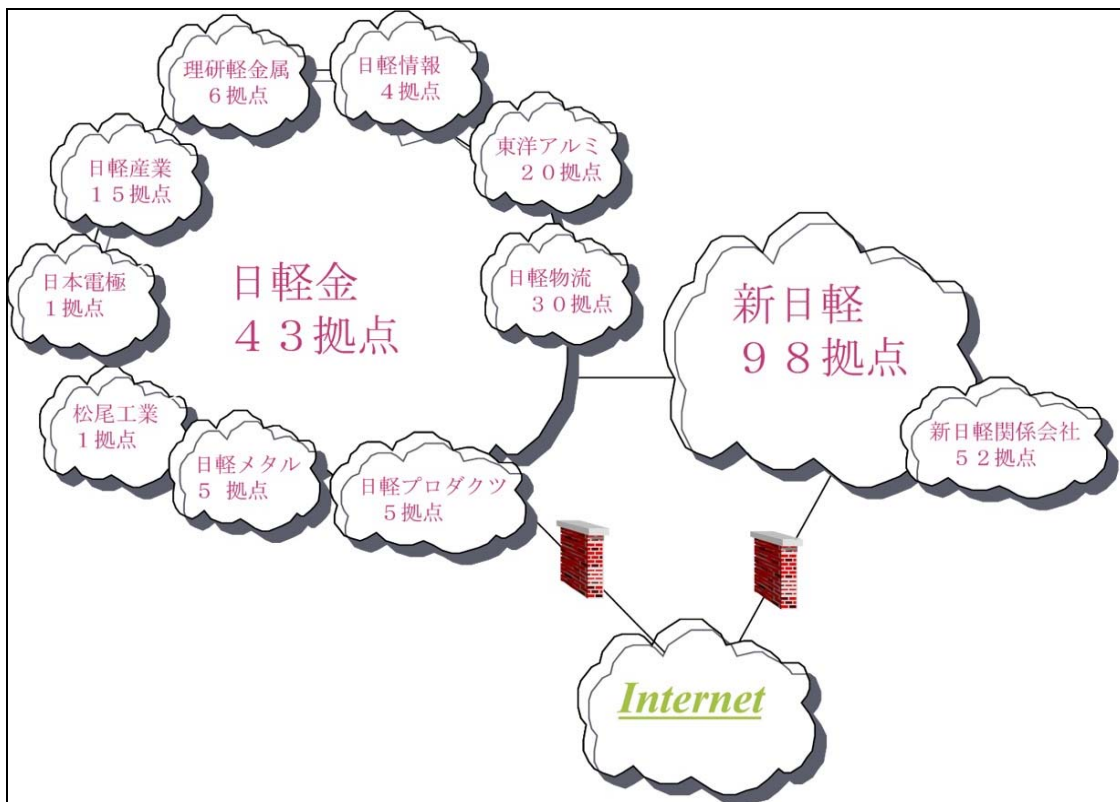 理研軽金属
６拠点
日軽情報
４拠点
東洋アルミ
２０拠点
日軽産業
１５拠点
日本電極
１拠点
日軽金
４３拠点
日軽物流
３０拠点
新日軽
９８拠点
新日軽関係会社
５２拠点
松尾工業
１拠点
日軽メタル
５ 拠点
日軽プロダクツ
５拠点
Internet